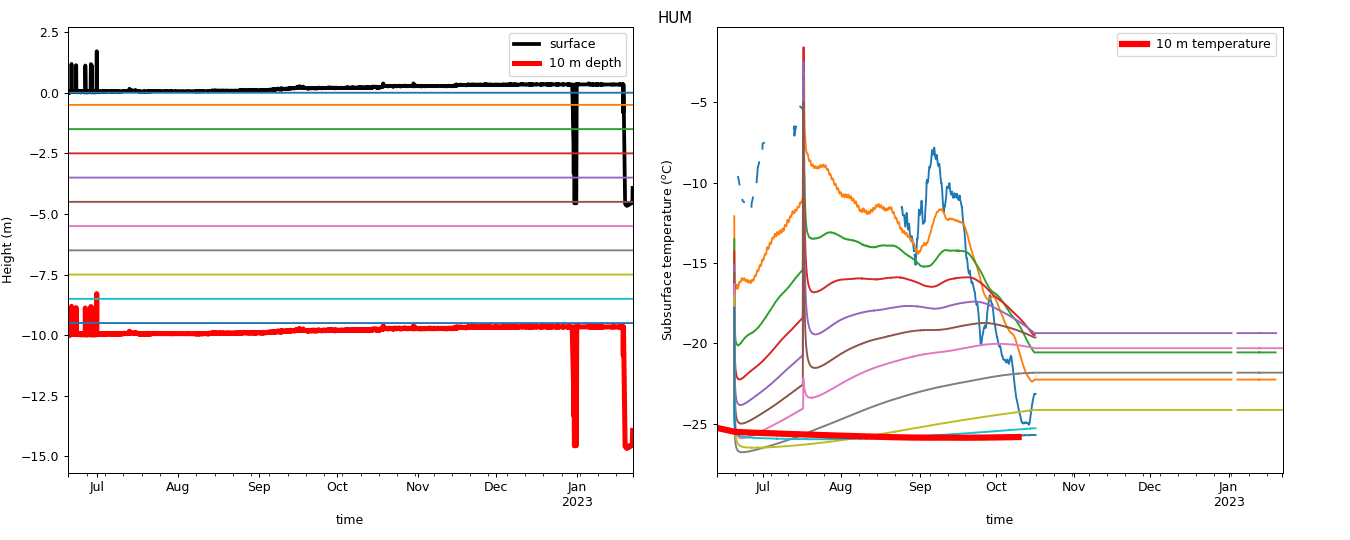 HUM
surface
10 m depth
2.5
0.0
−2.5
−5.0
−7.5
−10.0
−12.5
−15.0
Height (m)
Jul
Aug
Sep
Oct
Nov
Dec
Jan
2023
time
10 m temperature
−5
−10
−15
−20
−25
Subsurface temperature (°C)
Jul
Aug
Sep
Oct
Nov
Dec
Jan
2023
time